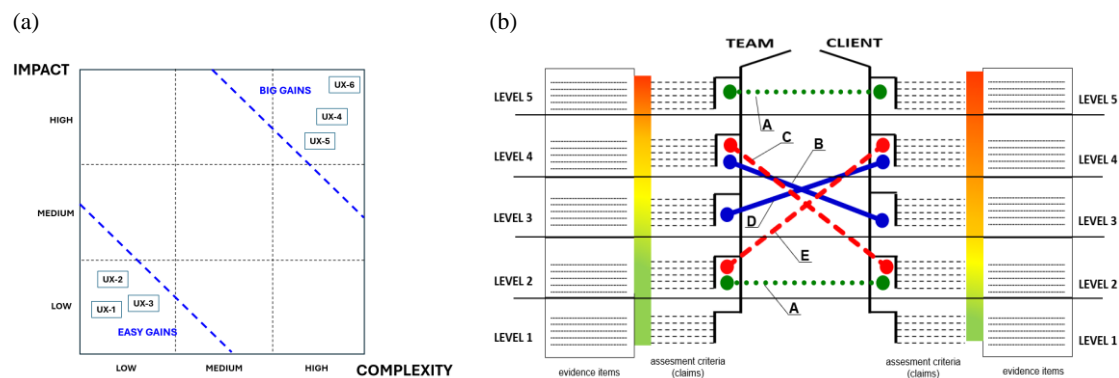 (a)
IMPACT
HIGH
MEDIUM
LOW
BIG GAINS
UX-6
UX-4
UX-5
UX-2
UX-1
UX-3
EASY GAINS
LOW
MEDIUM
HIGH
COMPLEXITY
(b)
TEAM
CLIENT
LEVEL 5
LEVEL 5
A
C
B
LEVEL 4
LEVEL 4
LEVEL 3
LEVEL 3
D
E
LEVEL 2
LEVEL 2
A
LEVEL 1
LEVEL 1
evidence items
assesment criteria
(claims)
assesment criteria
(claims)
evidence items